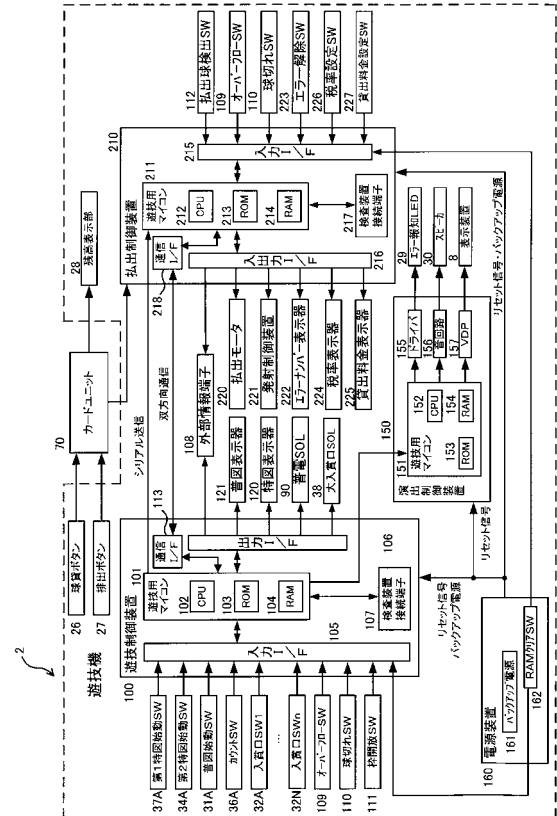 2
遊技機
26
球貸ボタン
27
排出ボタン
70
カードユニット
28
残高表示部
シリアル送信
双方向通信
100
遊技制御装置
37A
第1特図始動SW
34A
第2特図始動SW
31A
普図始動SW
36A
カウントSW
32A
入賞口SW1
…
32N
入賞口SWn
109
オーバーフローSW
110
球切れSW
111
枠開放SW
105
入力I/F
101
遊技用マイコン
102
CPU
103
ROM
104
RAM
113
通信I/F
出力I/F
106
107
検査装置接続端子
108
外部情報端子
121
普図表示器
120
特図表示器
90
普電SOL
38
大入賞口SOL
220
払出モータ
221
発射制御装置
222
エラーナンバー表示器
224
税率表示器
225
貸出料金表示器
210
払出制御装置
211
遊技用マイコン
212
CPU
213
ROM
214
RAM
218
通信I/F
入出力I/F
216
215
入力I/F
217
検査装置接続端子
112
払出球検出SW
109
オーバーフローSW
110
球切れSW
223
エラー解除SW
226
税率設定SW
227
貸出料金設定SW
150
演出制御装置
151
遊技用マイコン
152
CPU
153
ROM
154
RAM
155
ドライバ
156
音回路
157
VDP
29
エラー報知LED
30
スピーカ
8
表示装置
リセット信号
バックアップ電源
リセット信号
リセット信号・バックアップ電源
160
電源装置
161
バックアップ電源
RAMクリアSW
162